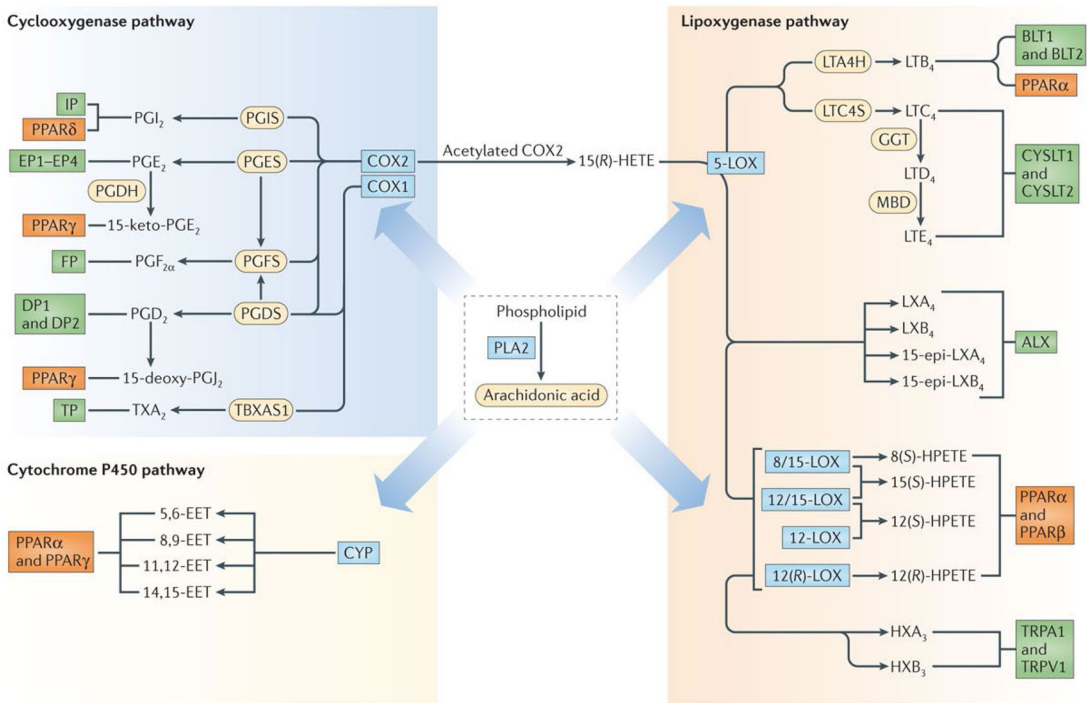 Cyclooxygenase pathway
IP
PPARδ
PGI₂
PGIS
EP1–EP4
PGE₂
PGES
PGDH
PPARγ
15-keto-PGE₂
FP
PGF₂α
PGFS
DP1
and DP2
PGD₂
PGDS
PPARγ
15-deoxy-PGJ₂
TP
TXA₂
TBXAS1
COX2
COX1
Acetylated COX2
15(R)-HETE
Phospholipid
PLA2
Arachidonic acid
Cytochrome P450 pathway
PPARα
and PPARγ
5,6-EET
8,9-EET
11,12-EET
14,15-EET
CYP
Lipoxygenase pathway
5-LOX
LTA4H
LTB₄
BLT1
and BLT2
PPARα
LTC4S
LTC₄
GGT
LTD₄
MBD
LTE₄
CYSLT1
and
CYSLT2
LXA₄
LXB₄
15-epi-LXA₄
15-epi-LXB₄
ALX
8/15-LOX
8(S)-HPETE
15(S)-HPETE
12/15-LOX
12(S)-HPETE
12-LOX
12(R)-LOX
12(R)-HPETE
PPARα
and
PPARβ
HXA₃
HXB₃
TRPA1
and
TRPV1